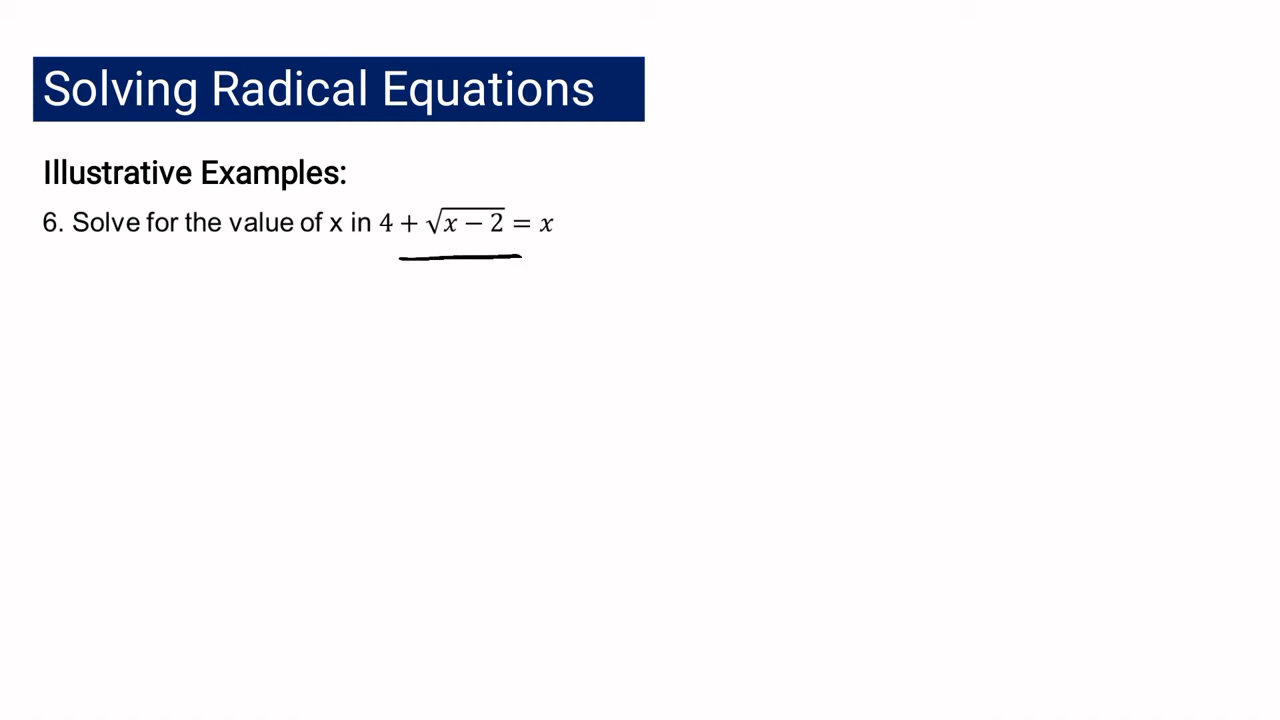 Solving Radical Equations
Illustrative Examples:
6. Solve for the value of x in 4 + √(x − 2) = x